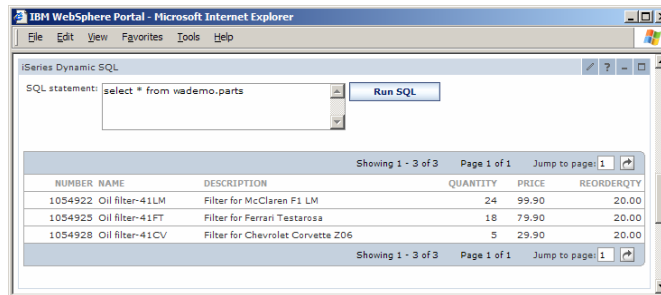 IBM WebSphere Portal - Microsoft Internet Explorer
File Edit View Favorites Tools Help
iSeries Dynamic SQL
SQL statement: select * from wademo.parts Run SQL
Showing 1 - 3 of 3 Page 1 of 1 Jump to page: 1
NUMBER NAME DESCRIPTION QUANTITY PRICE REORDERQTY
1054922 Oil filter-41LM Filter for McClaren F1 LM 24 99.90 20.00
1054925 Oil filter-41FT Filter for Ferrari Testarosa 18 79.90 20.00
1054928 Oil filter-41CV Filter for Chevrolet Corvette Z06 5 29.90 20.00
Showing 1 - 3 of 3 Page 1 of 1 Jump to page: 1